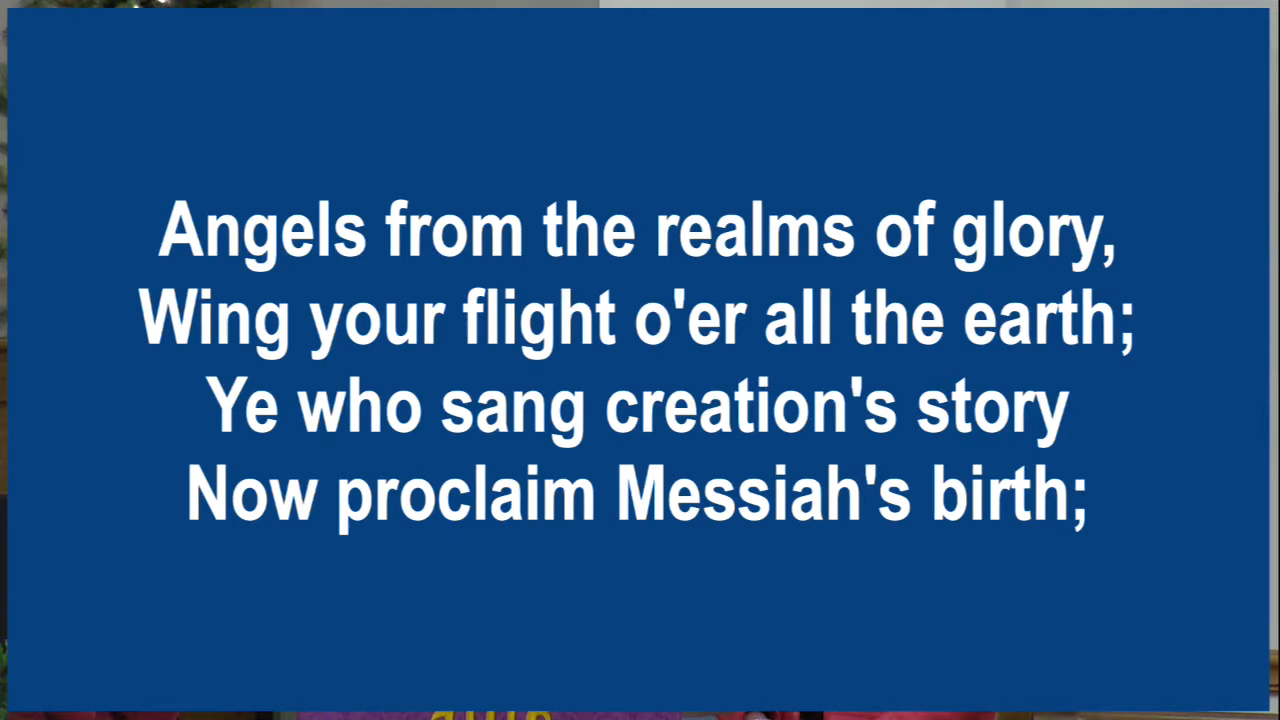 Angels from the realms of glory,
Wing your flight o'er all the earth;
Ye who sang creation's story
Now proclaim Messiah's birth;